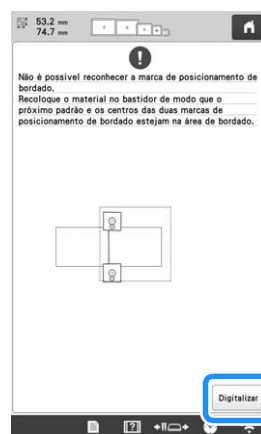 53.2 mm
74.7 mm
Não é possível reconhecer a marca de posicionamento de
bordado.
Recoloque o material no bastidor de modo que o
próximo padrão e os centros das duas marcas de
posicionamento de bordado estejam na área de bordado.
Digitalizar